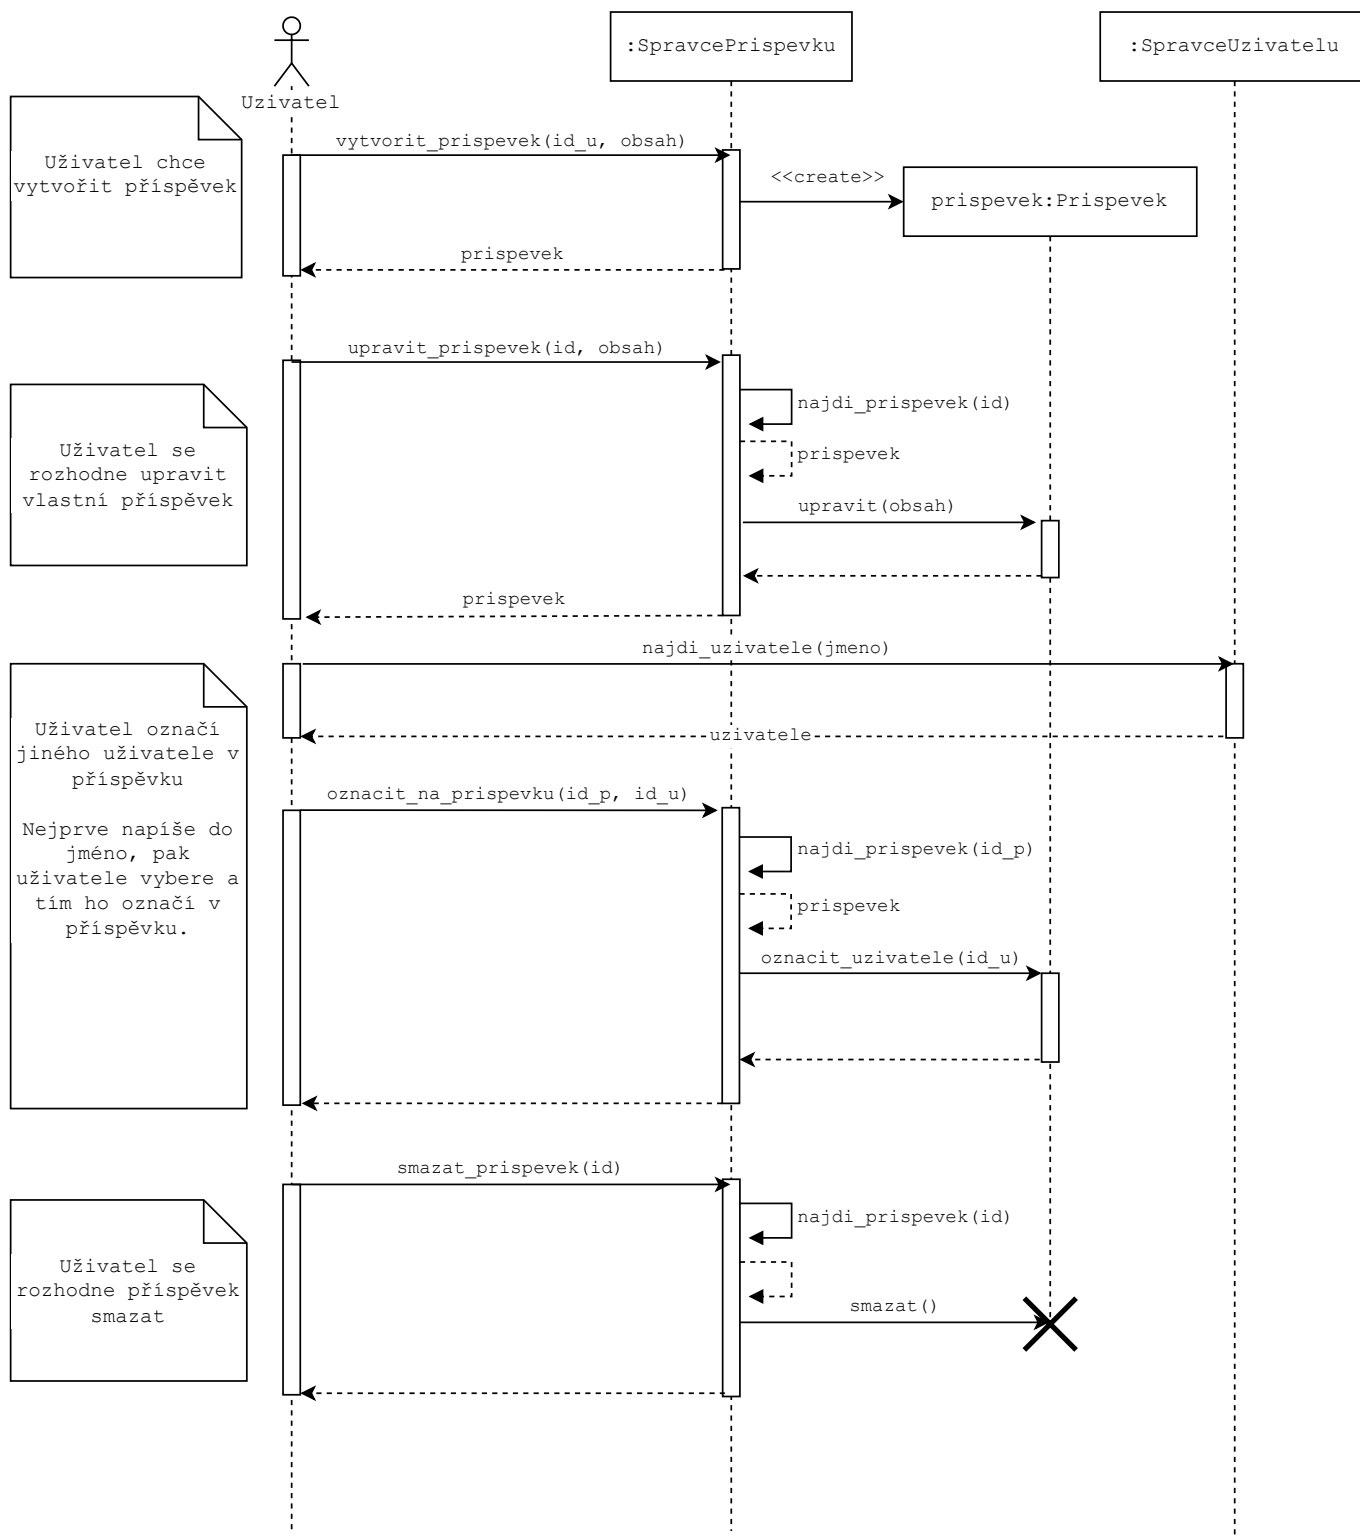 :SpravcePrispevku
:SpravceUzivatelu
Uzivatel
Uživatel chce
vytvořit příspěvek
vytvorit_prispevek(id_u, obsah)
<<create>>
prispevek:Prispevek
prispevek
upravit_prispevek(id, obsah)
najdi_prispevek(id)
Uživatel se
rozhodne upravit
vlastní příspěvek
prispevek
upravit(obsah)
prispevek
najdi_uzivatele(jmeno)
uzivatele
Uživatel označí
jiného uživatele v
příspěvku
Nejprve napíše do
jméno, pak
uživatele vybere a
tím ho označí v
příspěvku.
oznacit_na_prispevku(id_p, id_u)
najdi_prispevek(id_p)
prispevek
oznacit_uzivatele(id_u)
smazat_prispevek(id)
najdi_prispevek(id)
Uživatel se
rozhodne příspěvek
smazat
smazat()